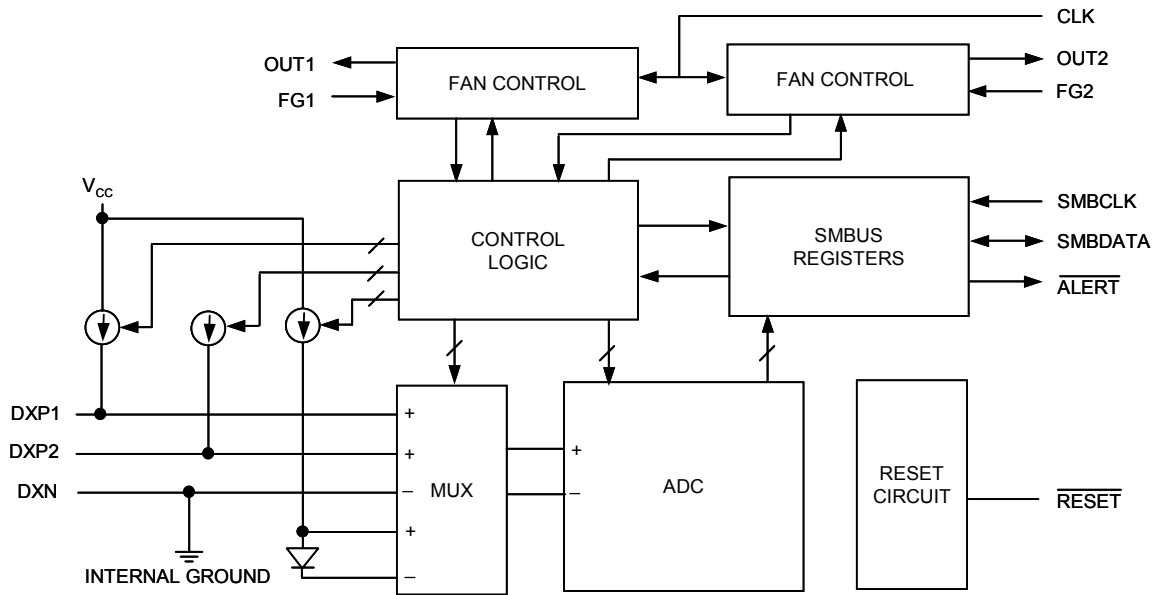 CLK
OUT1
FAN CONTROL
FAN CONTROL
OUT2
FG1
FG2
VCC
CONTROL
LOGIC
SMBUS
REGISTERS
SMBCLK
SMBDATA
ALERT
DXP1
+
DXP2
+
+
DXN
−
MUX
−
ADC
RESET
CIRCUIT
RESET
+
INTERNAL GROUND
−